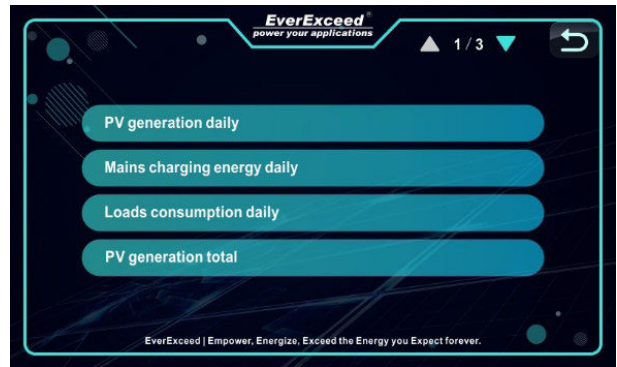 EverExceed®
power your applications
1/3
PV generation daily
Mains charging energy daily
Loads consumption daily
PV generation total
EverExceed | Empower, Energize, Exceed the Energy you Expect forever.